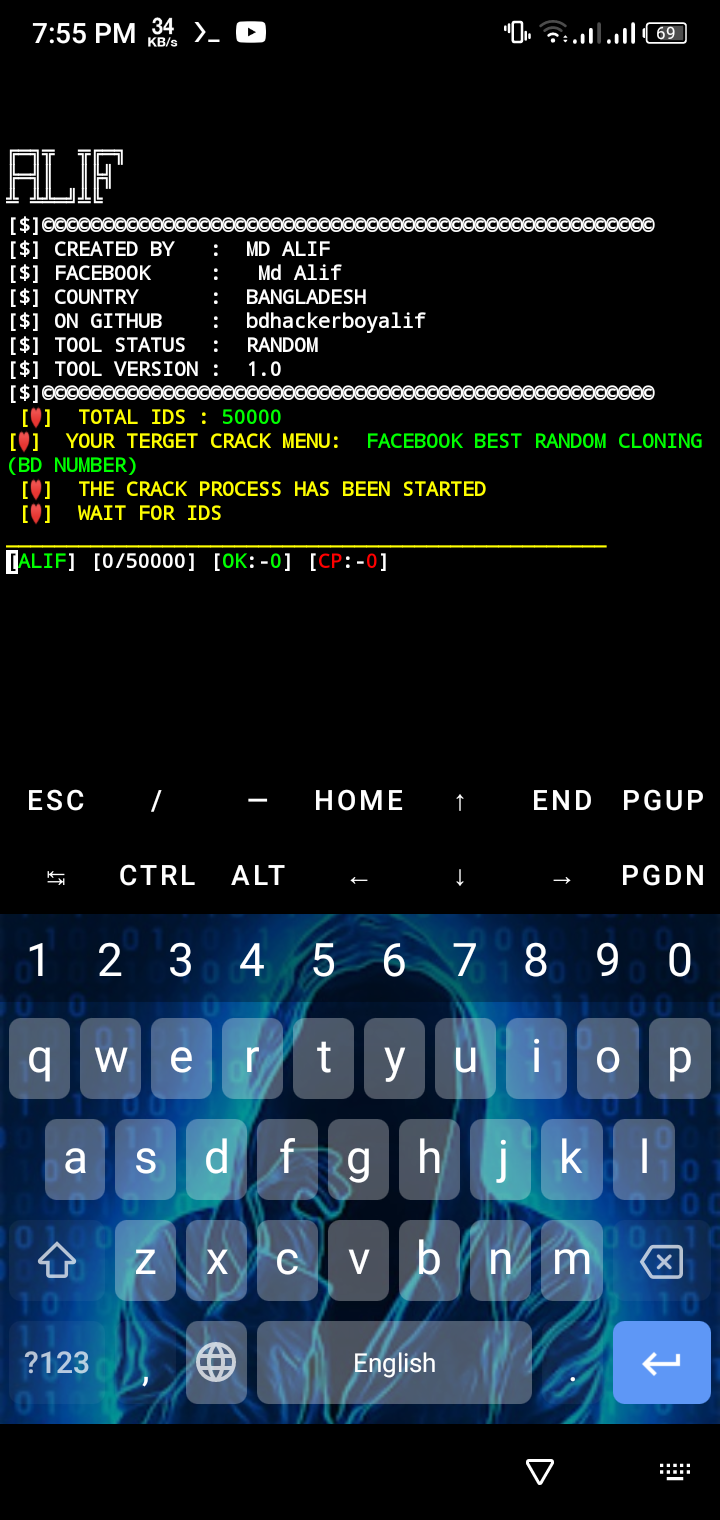 7:55 PM 34 KB/s 69
ALIF
[$]©©©©©©©©©©©©©©©©©©©©©©©©©©©©©©©©©©©©©©©©©©©©©©©©©©©
[$] CREATED BY   :  MD ALIF
[$] FACEBOOK     :   Md Alif
[$] COUNTRY      :  BANGLADESH
[$] ON GITHUB    :  bdhackerboyalif
[$] TOOL STATUS  :  RANDOM
[$] TOOL VERSION :  1.0
[$]©©©©©©©©©©©©©©©©©©©©©©©©©©©©©©©©©©©©©©©©©©©©©©©©©©©
[♥]  TOTAL IDS : 50000
[♥]  YOUR TERGET CRACK MENU:  FACEBOOK BEST RANDOM CLONING
(BD NUMBER)
[♥]  THE CRACK PROCESS HAS BEEN STARTED
[♥]  WAIT FOR IDS
[ALIF] [0/50000] [OK:-0] [CP:-0]
ESC / — HOME ↑ END PGUP
↹ CTRL ALT ← ↓ → PGDN
1 2 3 4 5 6 7 8 9 0
q w e r t y u i o p
a s d f g h j k l
z x c v b n m
?123 , English .